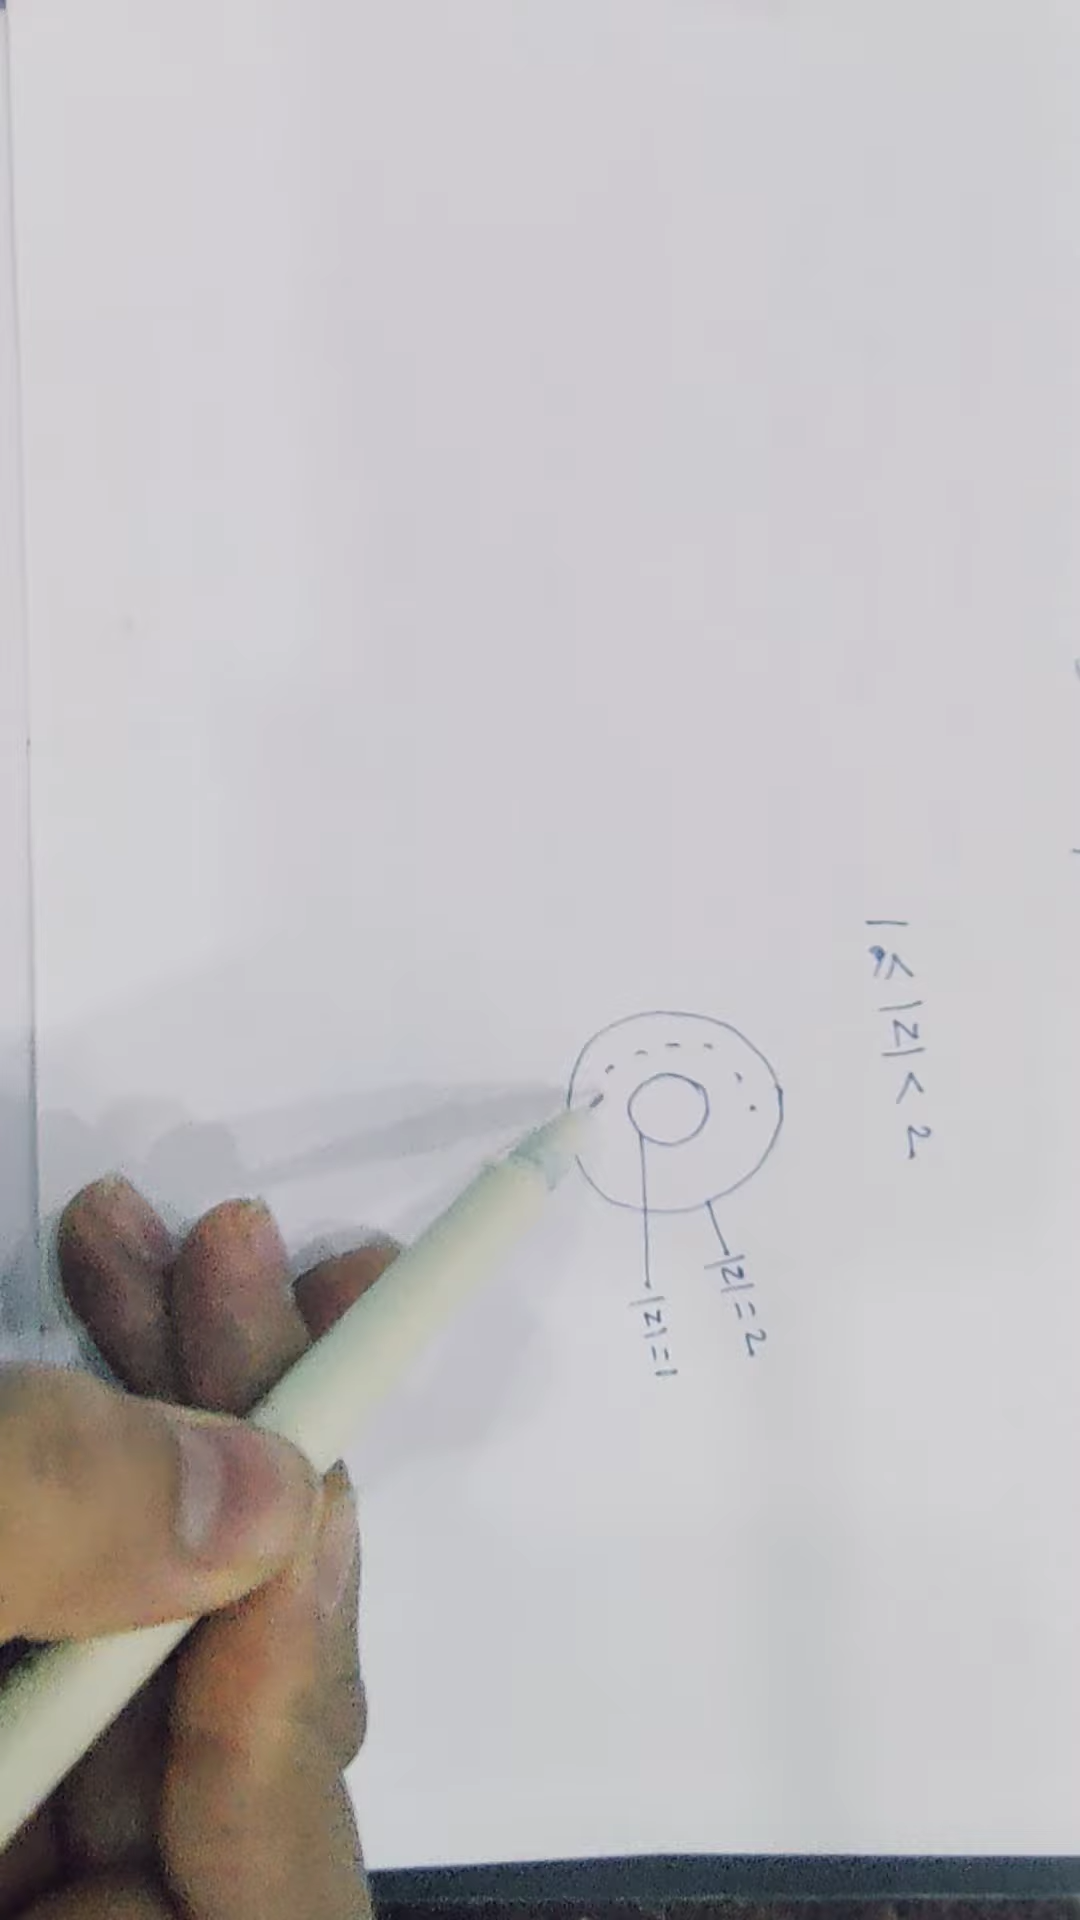 1 < |z| < 2
|z| = 2
|z| = 1